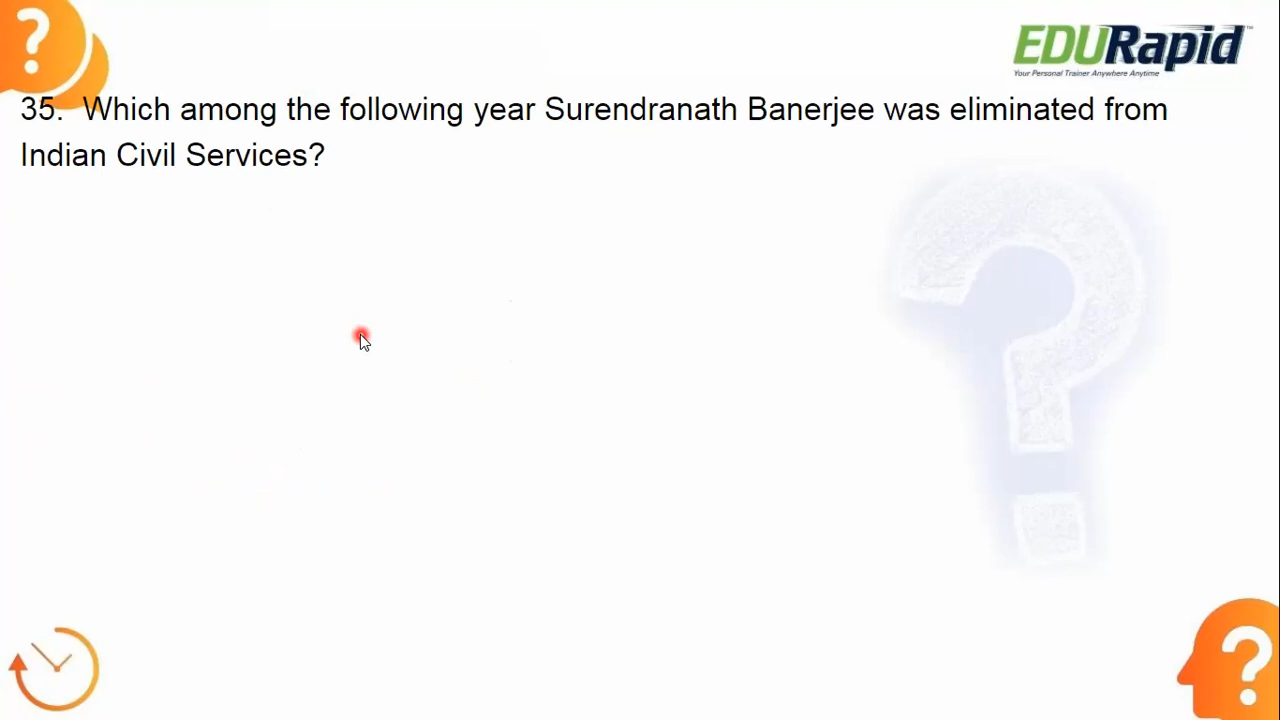 EDURapid™
Your Personal Trainer Anywhere Anytime
35. Which among the following year Surendranath Banerjee was eliminated from
Indian Civil Services?